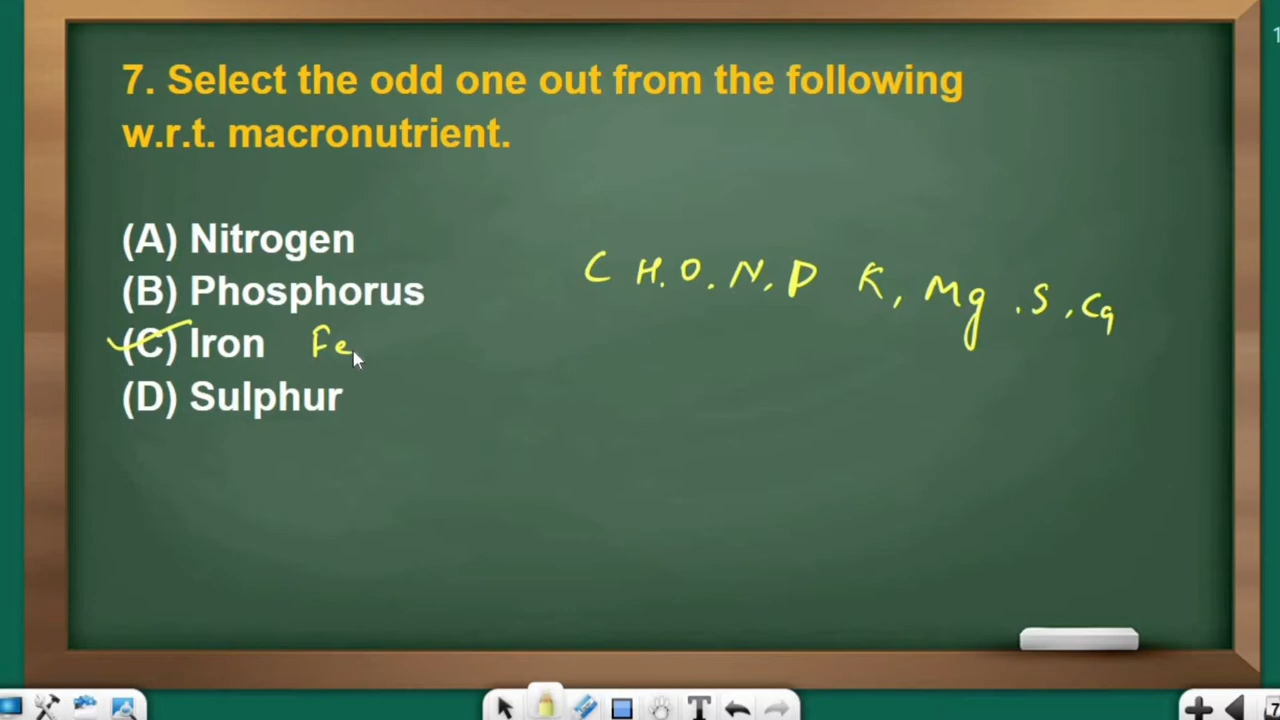 7. Select the odd one out from the following
w.r.t. macronutrient.
(A) Nitrogen
(B) Phosphorus
(C) Iron Fe
(D) Sulphur
C H. O. N. P K, Mg . S , Ca